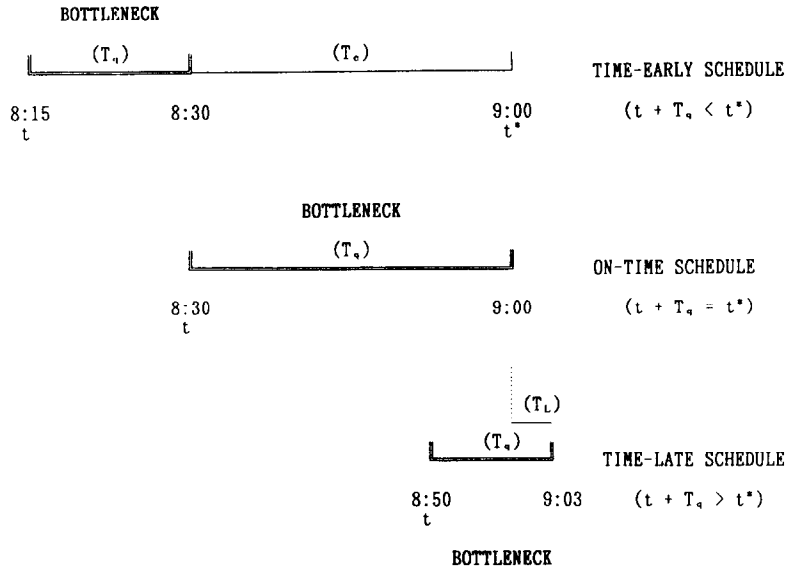 BOTTLENECK
(Tq) (Te)
TIME-EARLY SCHEDULE
8:15 8:30 9:00 (t + Tq < t*)
t t*
BOTTLENECK
(Tq)
ON-TIME SCHEDULE
8:30 9:00 (t + Tq = t*)
t
(TL)
(Tq)
TIME-LATE SCHEDULE
8:50 9:03 (t + Tq > t*)
t
BOTTLENECK